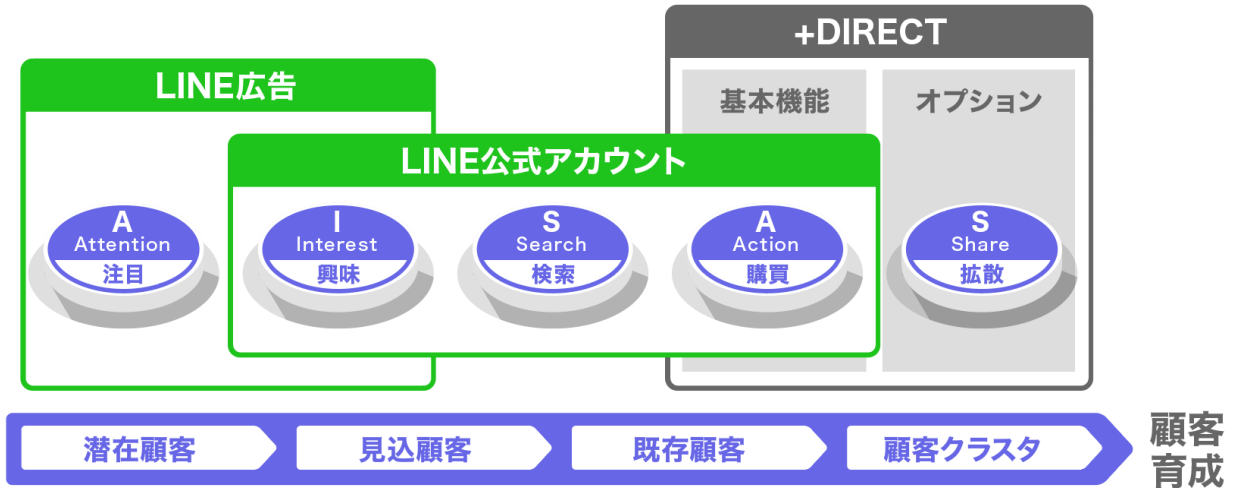 +DIRECT
LINE広告
基本機能
オプション
LINE公式アカウント
A
Attention
注目
I
Interest
興味
S
Search
検索
A
Action
購買
S
Share
拡散
潜在顧客
見込顧客
既存顧客
顧客クラスタ
顧客
育成